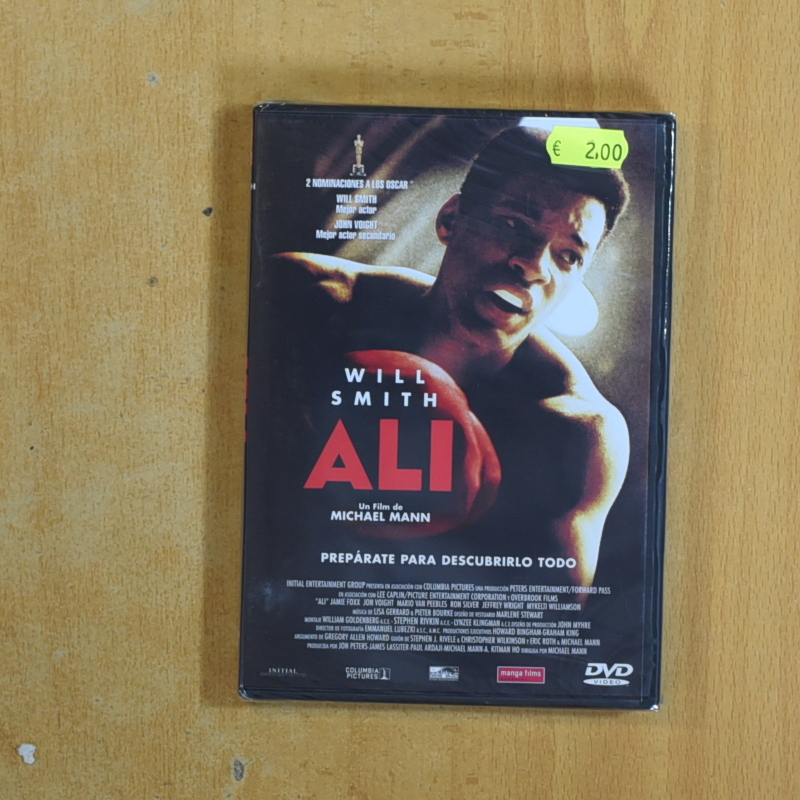 € 2,00
2 NOMINACIONES A LOS OSCAR
WILL SMITH
Mejor actor
JOHN VOIGHT
Mejor actor secundario
WILL
SMITH
ALI
Un Film de
MICHAEL MANN
PREPÁRATE PARA DESCUBRIRLO TODO
INITIAL ENTERTAINMENT GROUP PRESENTA EN ASOCIACIÓN CON COLUMBIA PICTURES UNA PRODUCCIÓN PETERS ENTERTAINMENT/FORWARD PASS
EN ASOCIACIÓN CON LEE CAPLIN/PICTURE ENTERTAINMENT CORPORATION Y OVERBROOK FILMS
"ALI" JAMIE FOXX JON VOIGHT MARIO VAN PEEBLES RON SILVER JEFFREY WRIGHT MYKELTI WILLIAMSON
MÚSICA DE LISA GERRARD & PIETER BOURKE DISEÑO DE VESTUARIO MARLENE STEWART
MONTAJE WILLIAM GOLDENBERG A.C.E. - STEPHEN RIVKIN A.C.E. - LYNZEE KLINGMAN A.C.E. DISEÑO DE PRODUCCIÓN JOHN MYHRE
DIRECTOR DE FOTOGRAFÍA EMMANUEL LUBEZKI A.S.C., A.M.C. PRODUCTORES EJECUTIVOS HOWARD BINGHAM-GRAHAM KING
ARGUMENTO DE GREGORY ALLEN HOWARD GUIÓN DE STEPHEN J. RIVELE & CHRISTOPHER WILKINSON Y ERIC ROTH & MICHAEL MANN
PRODUCIDA POR JON PETERS-JAMES LASSITER-PAUL ARDAJI-MICHAEL MANN-A. KITMAN HO DIRIGIDA POR MICHAEL MANN
INITIAL
COLUMBIA
PICTURES
manga films
DVD
VIDEO